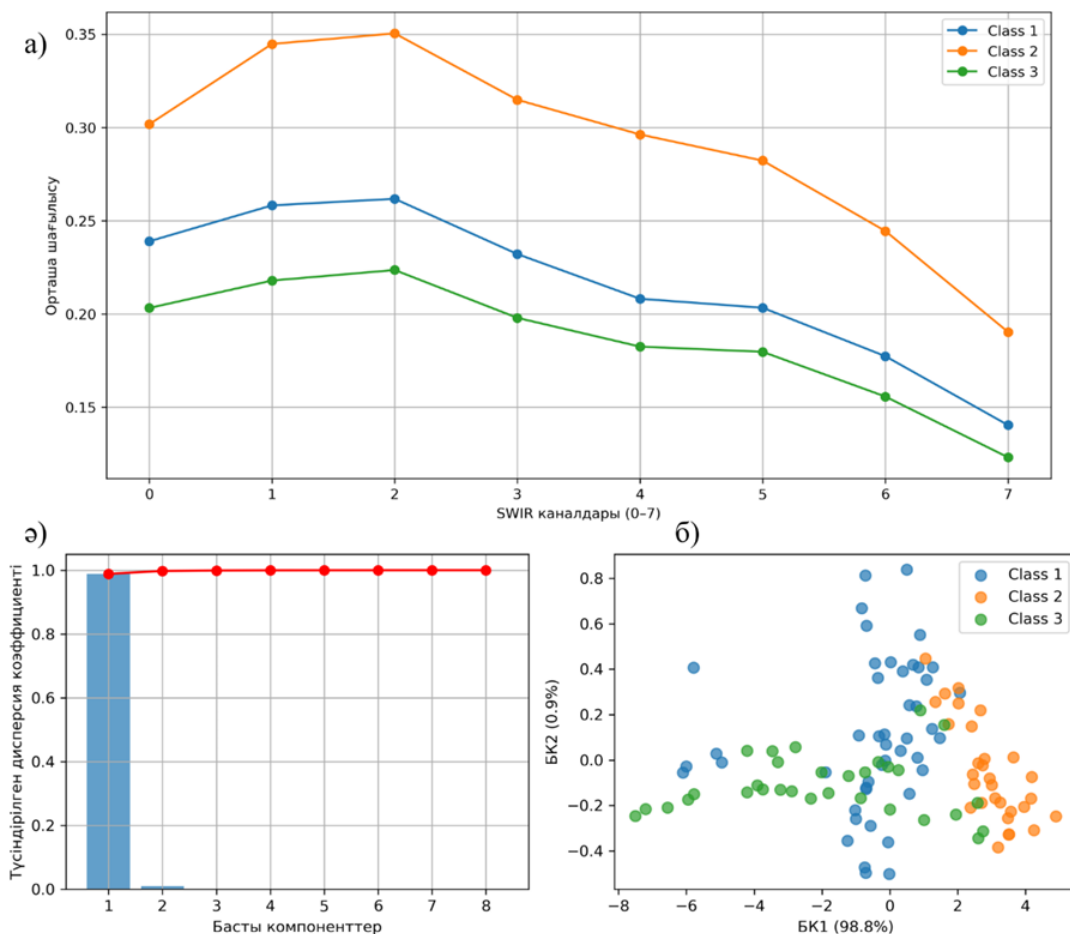 а)
Class 1
Class 2
Class 3
0.35
0.30
0.25
0.20
0.15
Орташа шағылысу
0 1 2 3 4 5 6 7
SWIR каналдары (0–7)
ә)
1.0
0.8
0.6
0.4
0.2
0.0
Түсіндірілген дисперсия коэффициенті
1 2 3 4 5 6 7 8
Басты компоненттер
б)
Class 1
Class 2
Class 3
0.8
0.6
0.4
0.2
0.0
−0.2
−0.4
БК2 (0.9%)
−8 −6 −4 −2 0 2 4
БК1 (98.8%)